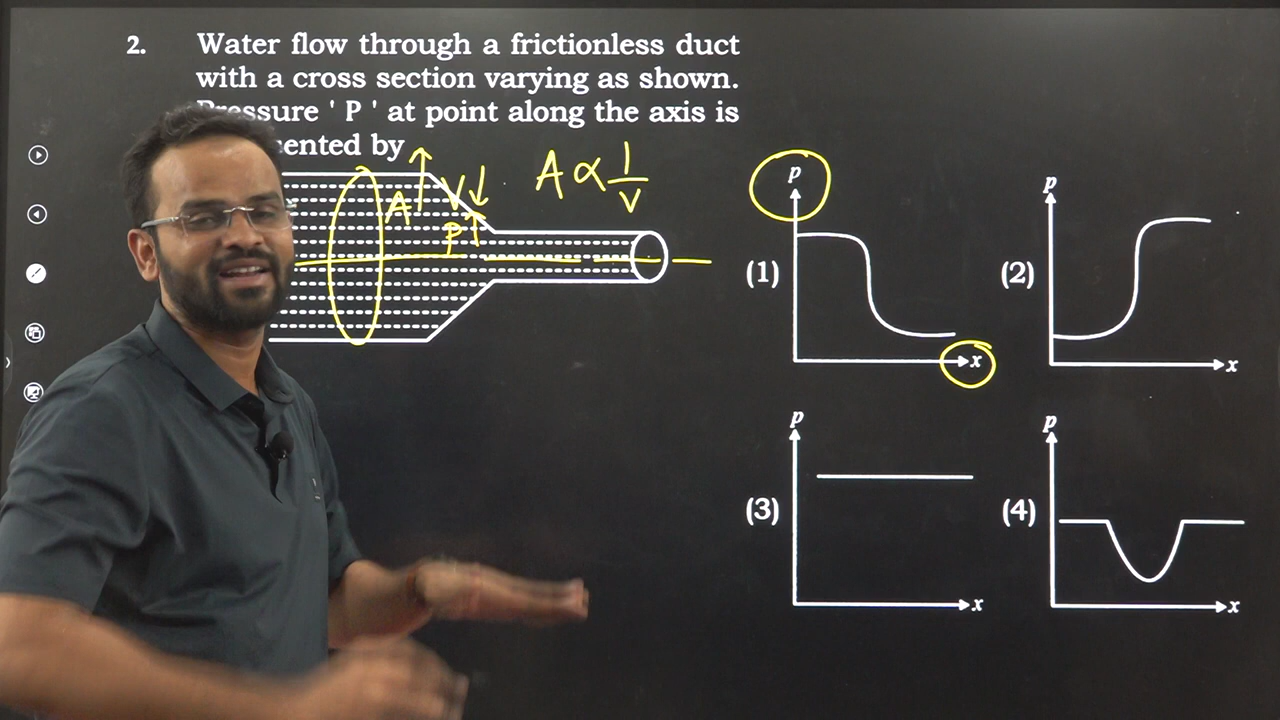 2. Water flow through a frictionless duct
with a cross section varying as shown.
Pressure ' P ' at point along the axis is
by
A ∝ 1/v
A↑
V↓
P↑
(1)
p
x
(2)
p
x
(3)
p
x
(4)
p
x